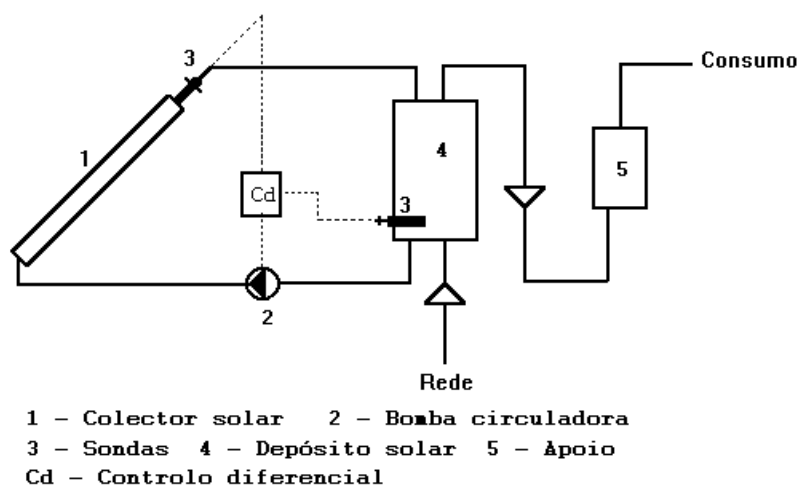 3
Consumo
1
4
5
Cd
3
2
Rede
1 - Colector solar 2 - Bomba circuladora
3 - Sondas 4 - Depósito solar 5 - Apoio
Cd - Controlo diferencial